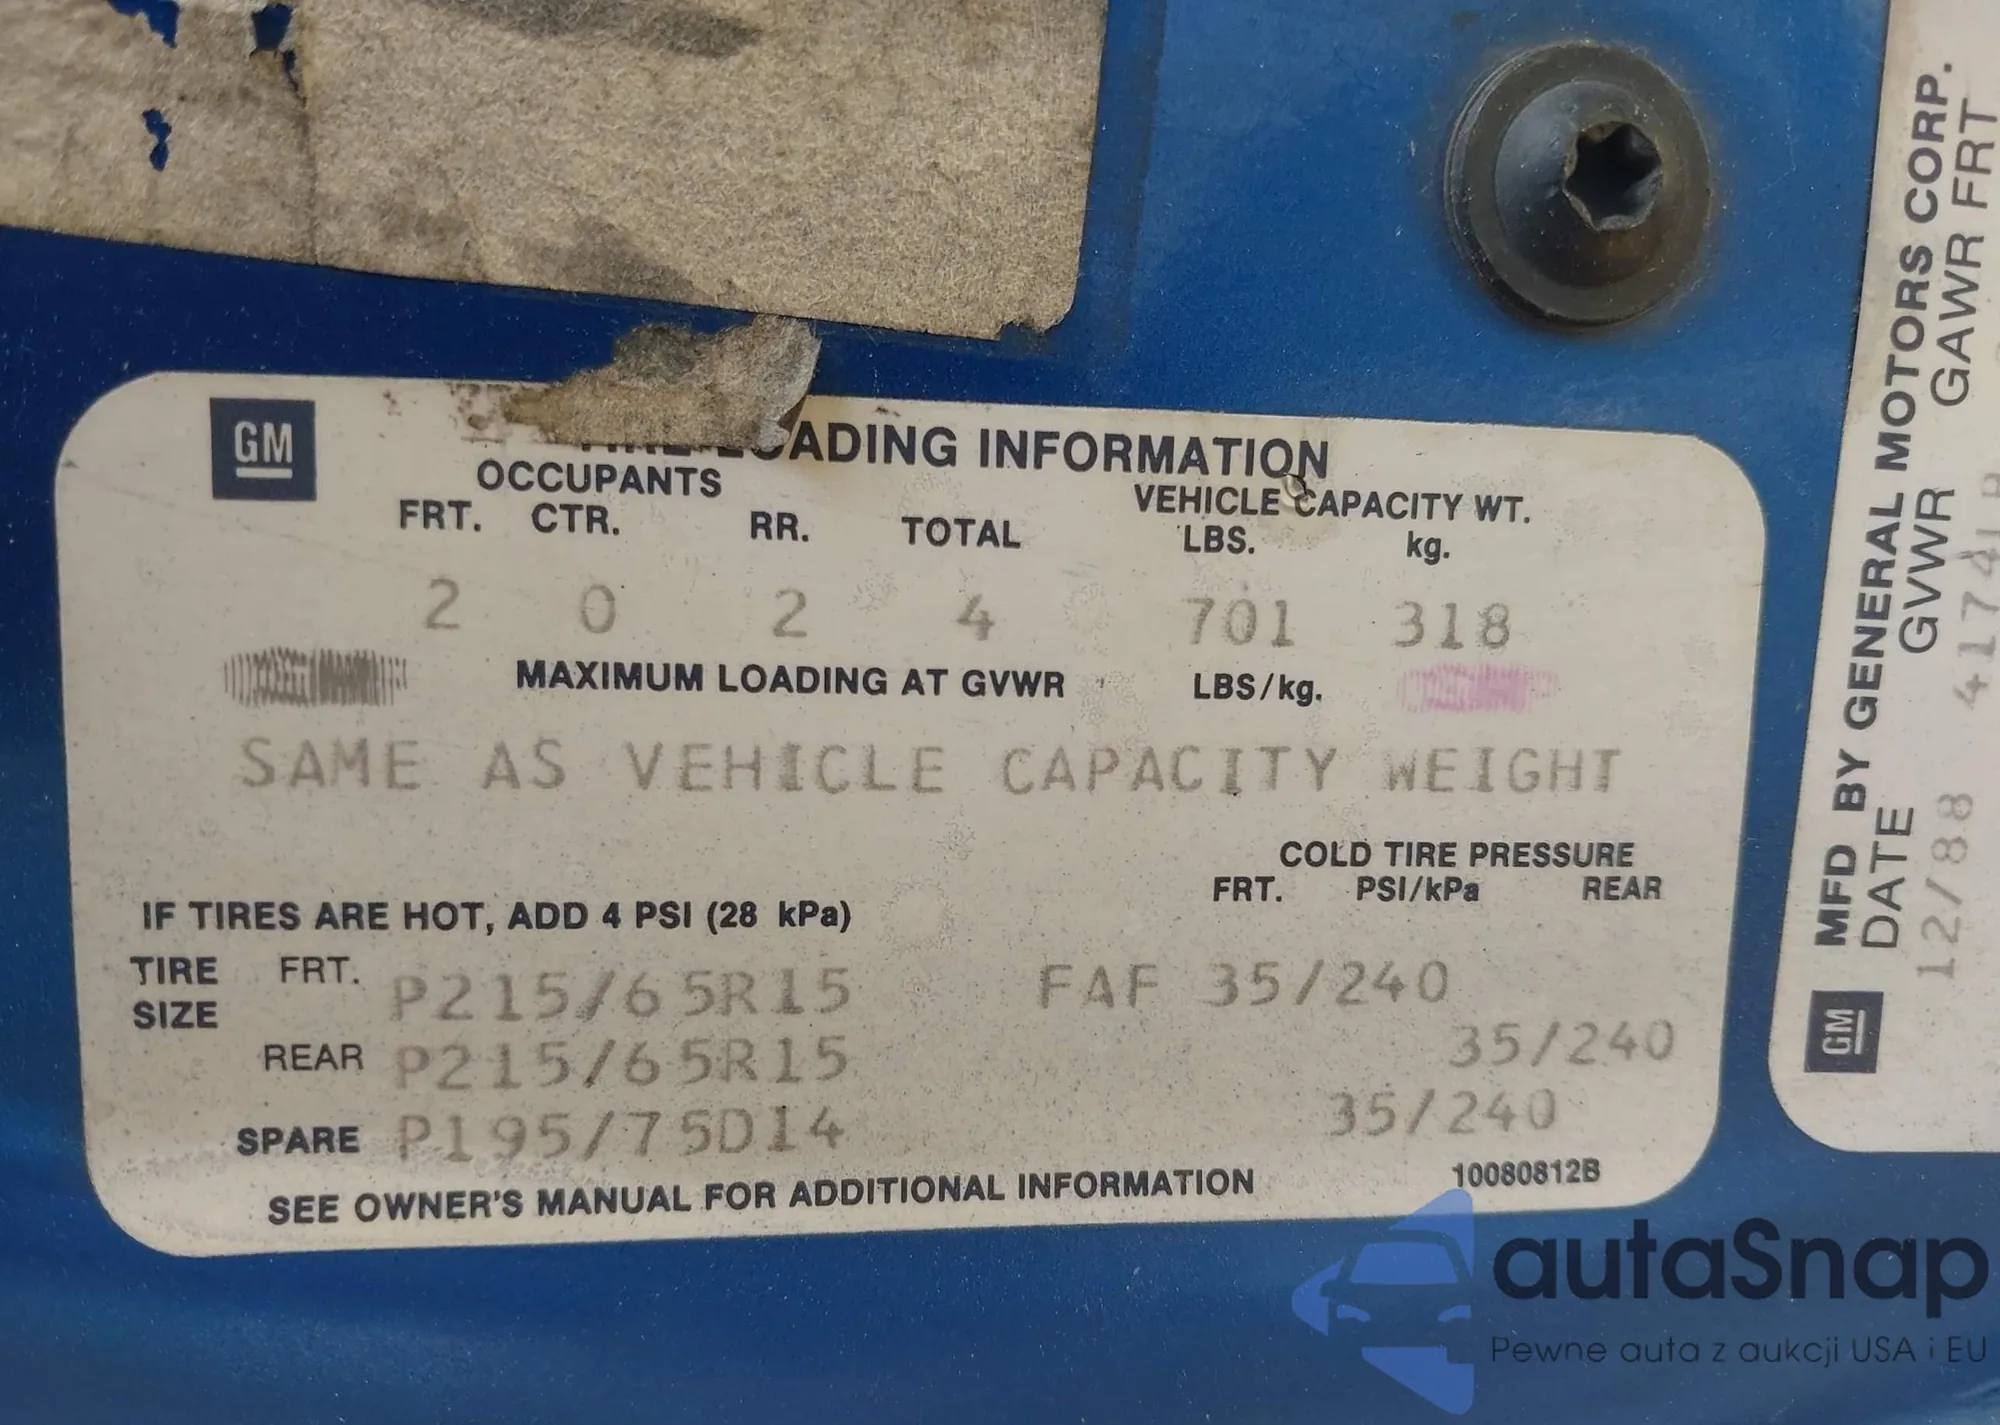 GM
ADING INFORMATION
OCCUPANTS
VEHICLE CAPACITY WT.
FRT. CTR. RR. TOTAL LBS. kg.
2 0 2 4 701 318
MAXIMUM LOADING AT GVWR LBS/kg.
SAME AS VEHICLE CAPACITY WEIGHT
COLD TIRE PRESSURE
FRT. PSI/kPa REAR
IF TIRES ARE HOT, ADD 4 PSI (28 kPa)
TIRE SIZE FRT. P215/65R15 FAF 35/240
REAR P215/65R15 35/240
SPARE P195/75D14 35/240
SEE OWNER'S MANUAL FOR ADDITIONAL INFORMATION 10080812B
GM
MFD BY GENERAL MOTORS CORP.
DATE GVWR GAWR FRT
12/88 4174LB
autaSnap
Pewne auta z aukcji USA i EU